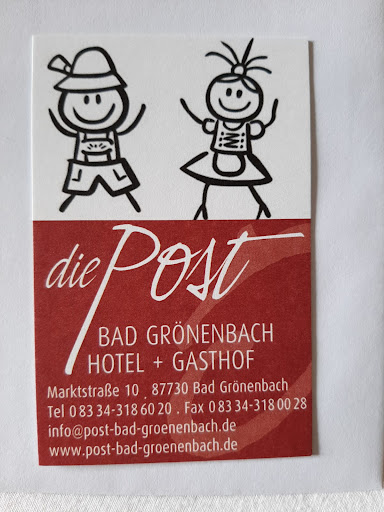 die Post
BAD GRÖNENBACH
HOTEL + GASTHOF
Marktstraße 10 . 87730 Bad Grönenbach
Tel 0 83 34-318 60 20 . Fax 0 83 34-318 00 28
info@post-bad-groenenbach.de
www.post-bad-groenenbach.de